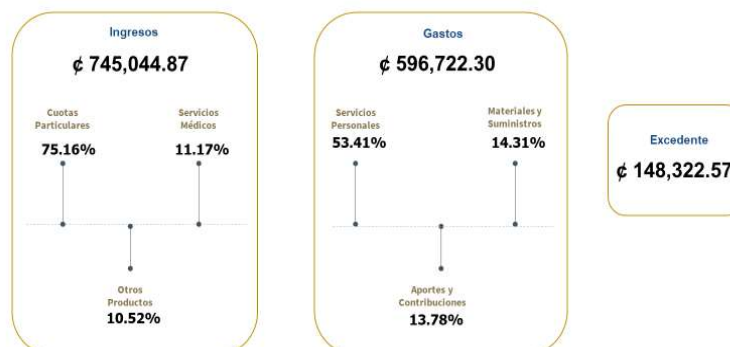 Ingresos
₡ 745,044.87
Cuotas
Particulares
75.16%
Servicios
Médicos
11.17%
Otros
Productos
10.52%
Gastos
₡ 596,722.30
Servicios
Personales
53.41%
Materiales y
Suministros
14.31%
Aportes y
Contribuciones
13.78%
Excedente
₡ 148,322.57